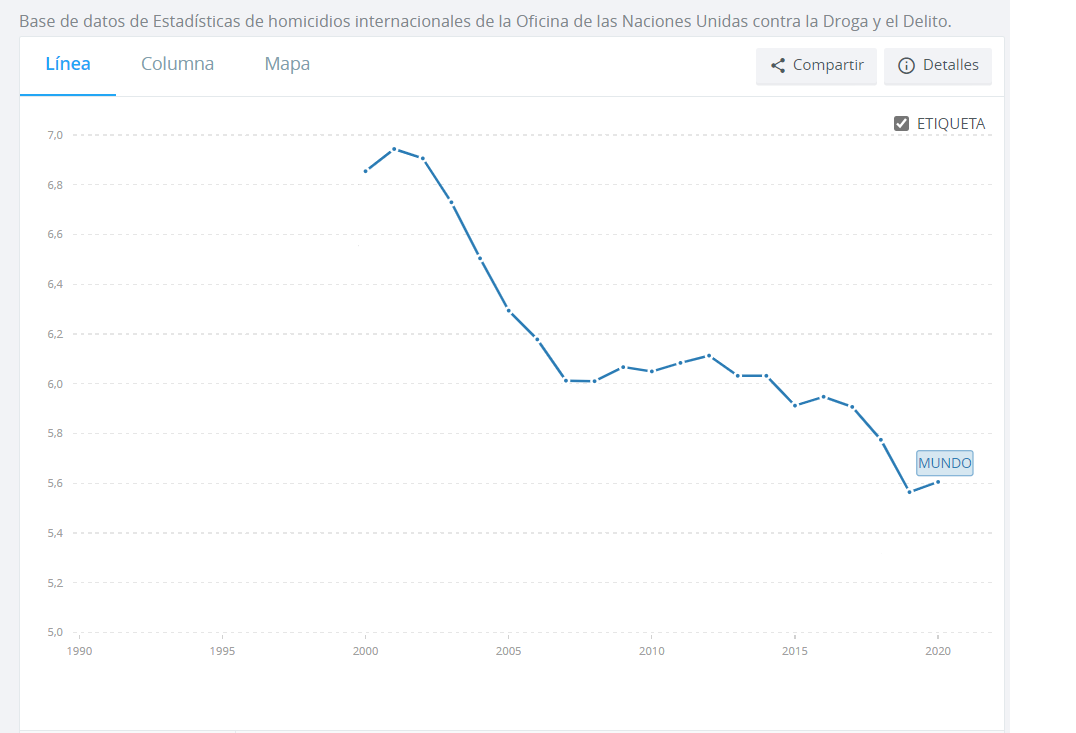 Base de datos de Estadísticas de homicidios internacionales de la Oficina de las Naciones Unidas contra la Droga y el Delito.
Línea Columna Mapa Compartir Detalles
ETIQUETA
7,0
6,8
6,6
6,4
6,2
6,0
5,8
MUNDO
5,6
5,4
5,2
5,0
1990 1995 2000 2005 2010 2015 2020